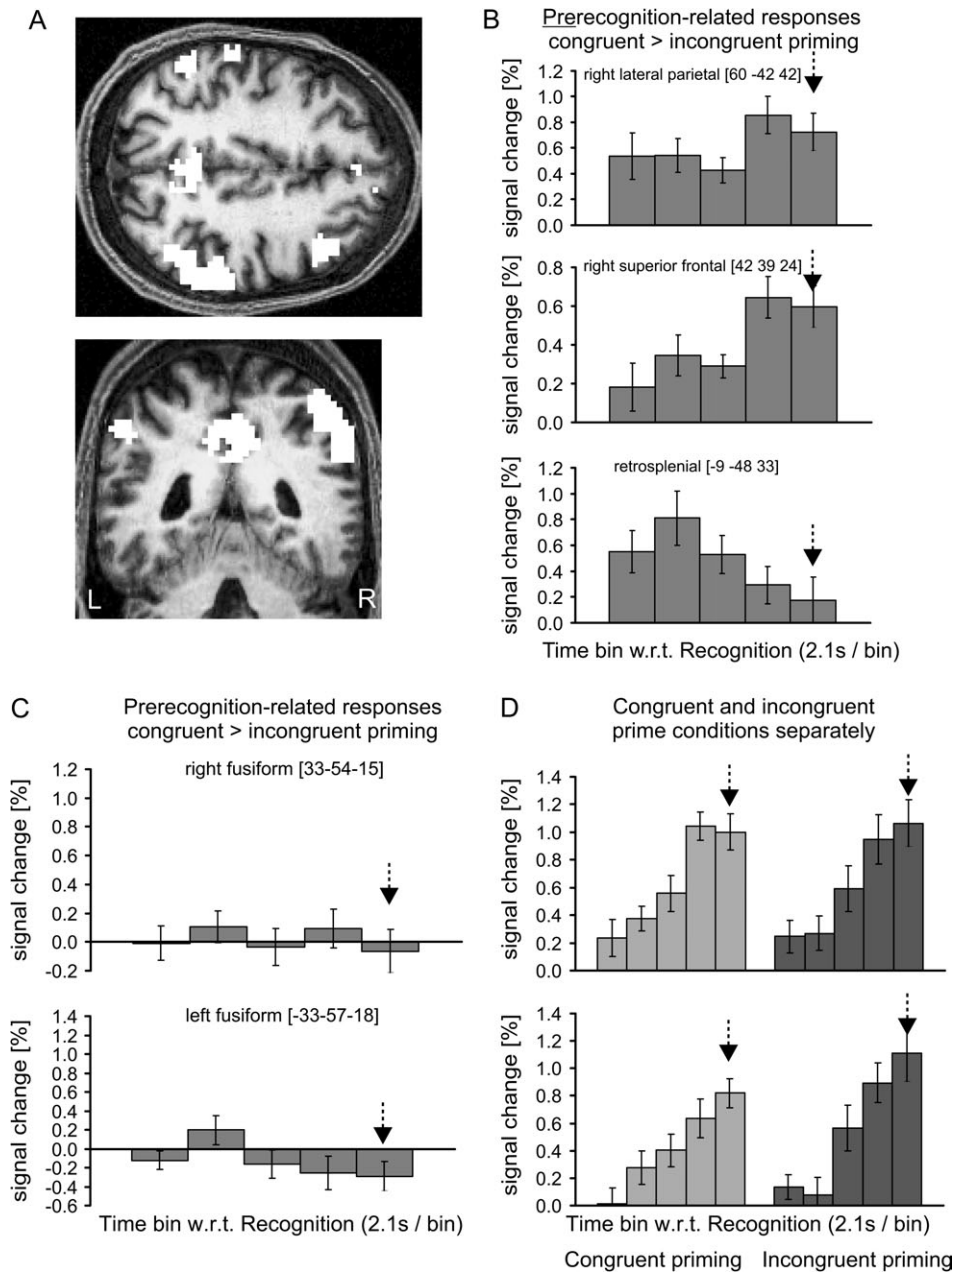 A
L
R
B
Prerecognition-related responses
congruent > incongruent priming
right lateral parietal [60 -42 42]
signal change [%]
1.2
1.0
0.8
0.6
0.4
0.2
0.0
right superior frontal [42 39 24]
signal change [%]
0.8
0.6
0.4
0.2
0.0
retrosplenial [-9 -48 33]
signal change [%]
1.2
1.0
0.8
0.6
0.4
0.2
0.0
Time bin w.r.t. Recognition (2.1s / bin)
C
Prerecognition-related responses
congruent > incongruent priming
right fusiform [33-54-15]
signal change [%]
1.2
1.0
0.8
0.6
0.4
0.2
0.0
-0.2
left fusiform [-33-57-18]
signal change [%]
1.4
1.2
1.0
0.8
0.6
0.4
0.2
0.0
-0.2
-0.4
-0.6
Time bin w.r.t. Recognition (2.1s / bin)
D
Congruent and incongruent
prime conditions separately
signal change [%]
1.4
1.2
1.0
0.8
0.6
0.4
0.2
0.0
signal change [%]
1.4
1.2
1.0
0.8
0.6
0.4
0.2
0.0
Time bin w.r.t. Recognition (2.1s / bin)
Congruent priming Incongruent priming